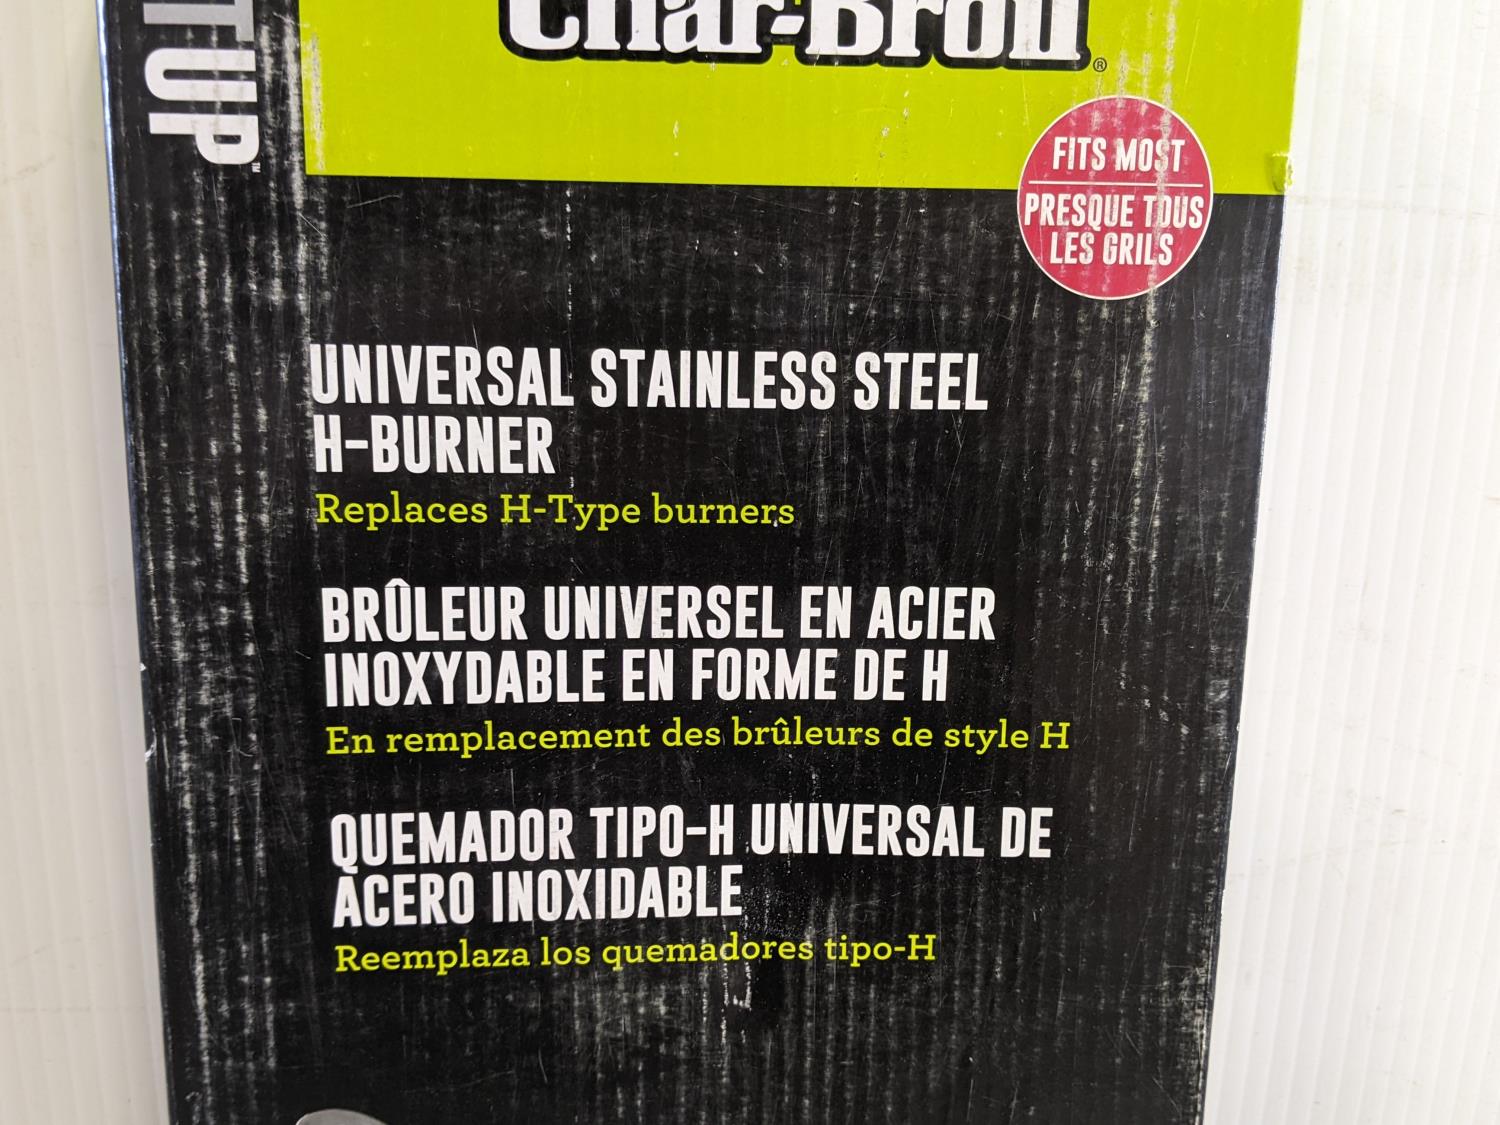 Char-Broil®
TUP™
FITS MOST
PRESQUE TOUS
LES GRILS
UNIVERSAL STAINLESS STEEL
H-BURNER
Replaces H-Type burners
BRÛLEUR UNIVERSEL EN ACIER
INOXYDABLE EN FORME DE H
En remplacement des brûleurs de style H
QUEMADOR TIPO-H UNIVERSAL DE
ACERO INOXIDABLE
Reemplaza los quemadores tipo-H